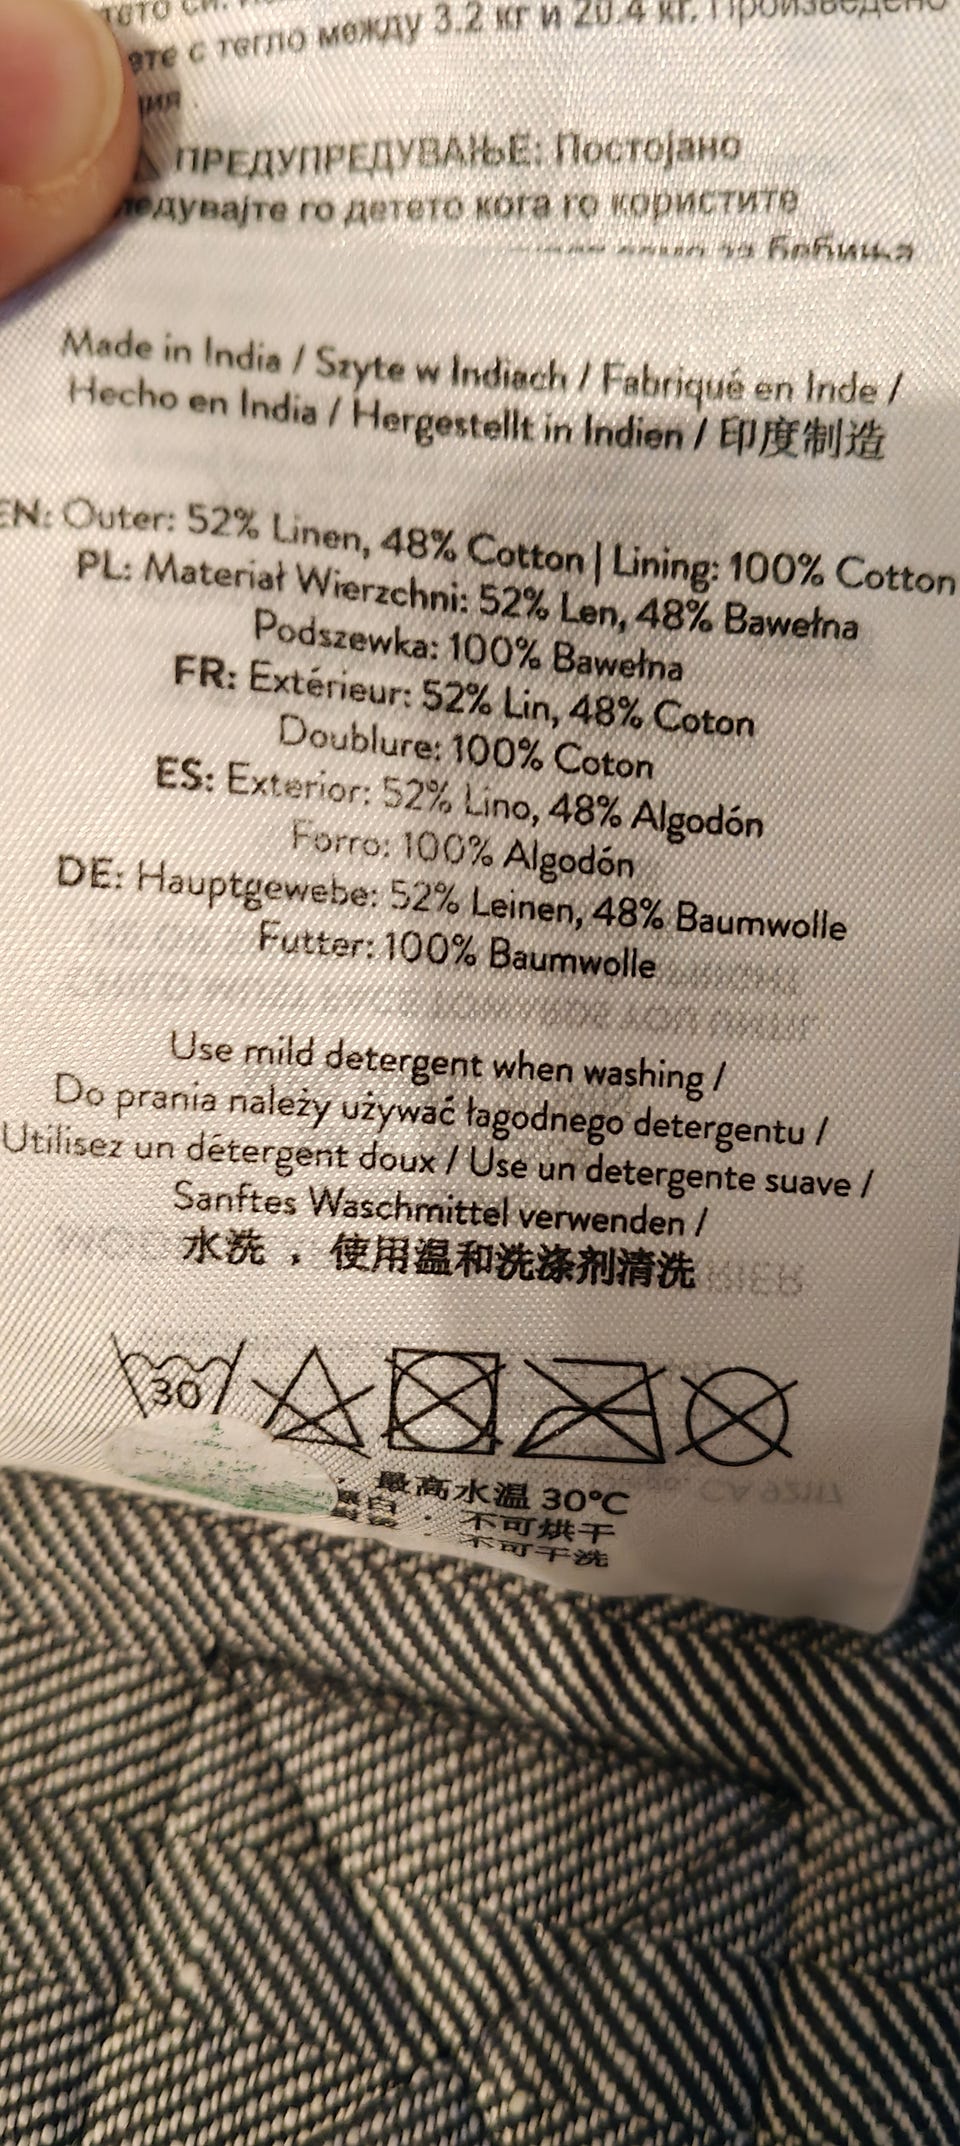 с тегло между 3.2 кг и 20.4 кг. Произведено
ПРЕДУПРЕДУВАЊЕ: Постојано
го детето кога го користите
за бебиња
Made in India / Szyte w Indiach / Fabriqué en Inde /
Hecho en India / Hergestellt in Indien / 印度制造
EN: Outer: 52% Linen, 48% Cotton | Lining: 100% Cotton
PL: Materiał Wierzchni: 52% Len, 48% Bawełna
Podszewka: 100% Bawełna
FR: Extérieur: 52% Lin, 48% Coton
Doublure: 100% Coton
ES: Exterior: 52% Lino, 48% Algodón
Forro: 100% Algodón
DE: Hauptgewebe: 52% Leinen, 48% Baumwolle
Futter: 100% Baumwolle
Use mild detergent when washing /
Do prania należy używać łagodnego detergentu /
Utilisez un détergent doux / Use un detergente suave /
Sanftes Waschmittel verwenden /
水洗 ， 使用温和洗涤剂清洗
30
最高水温 30°C
不可烘干
不可干洗